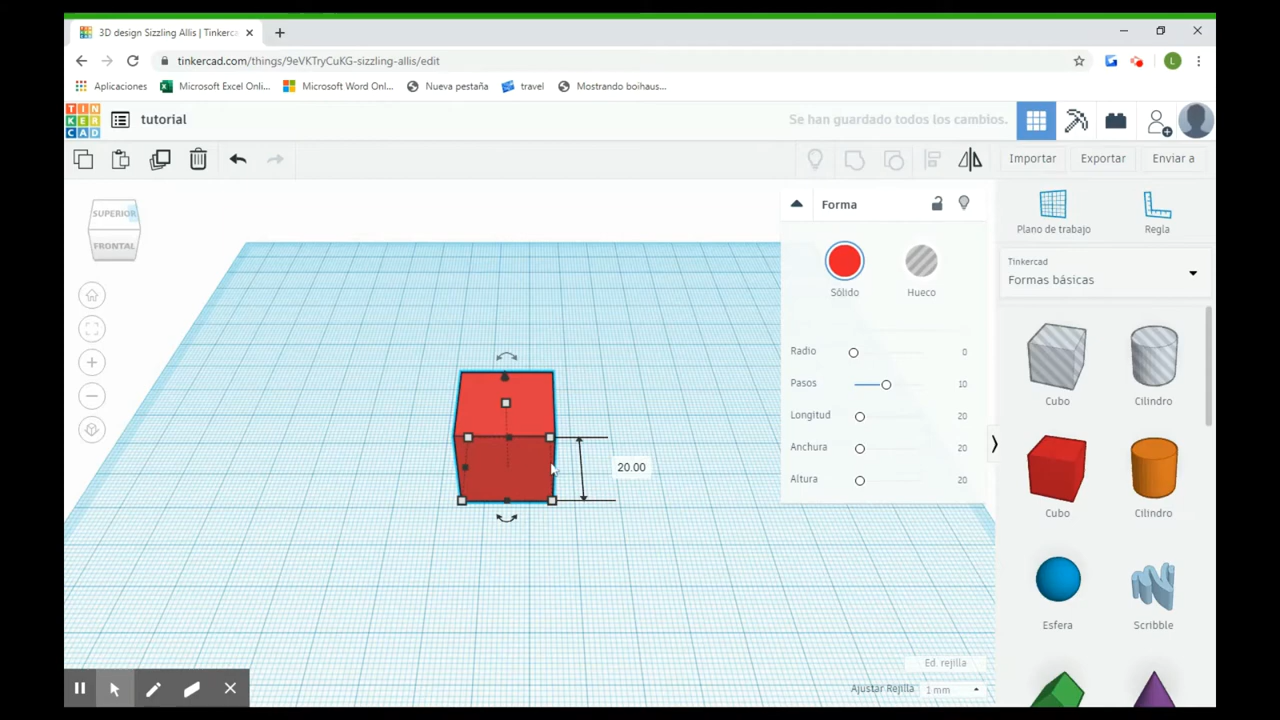 3D design Sizzling Allis | Tinkerca
tinkercad.com/things/9eVKTryCuKG-sizzling-allis/edit
L
Aplicaciones
Microsoft Excel Onli...
Microsoft Word Onl...
Nueva pestaña
travel
Mostrando boihaus...
TIN
KER
CAD
tutorial
Se han guardado todos los cambios.
Importar
Exportar
Enviar a
SUPERIOR
FRONTAL
Forma
Sólido
Hueco
Radio 0
Pasos 10
Longitud 20
Anchura 20
Altura 20
20.00
Plano de trabajo
Regla
Tinkercad
Formas básicas
Cubo
Cilindro
Cubo
Cilindro
Esfera
Scribble
Ed. rejilla
Ajustar Rejilla 1 mm